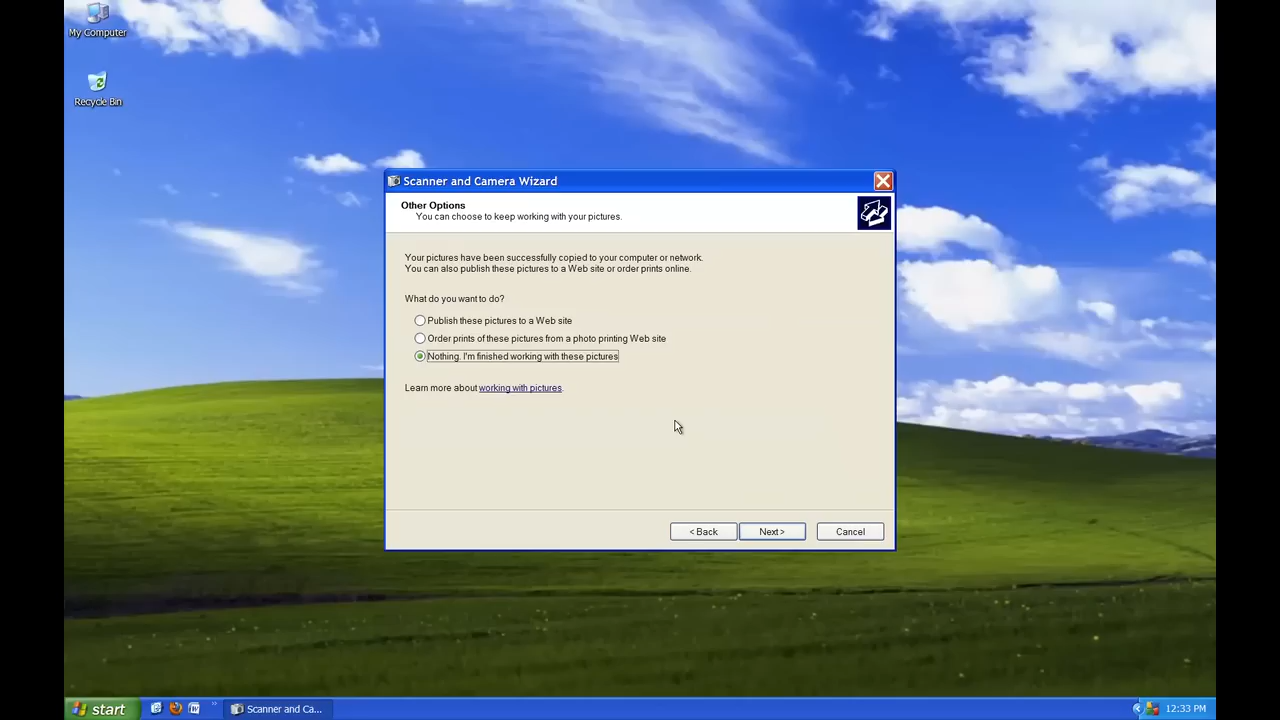 My Computer
Recycle Bin
Scanner and Camera Wizard
Other Options
You can choose to keep working with your pictures.
Your pictures have been successfully copied to your computer or network.
You can also publish these pictures to a Web site or order prints online.
What do you want to do?
Publish these pictures to a Web site
Order prints of these pictures from a photo printing Web site
Nothing. I'm finished working with these pictures
Learn more about working with pictures.
< Back
Next >
Cancel
start
Scanner and Ca...
12:33 PM